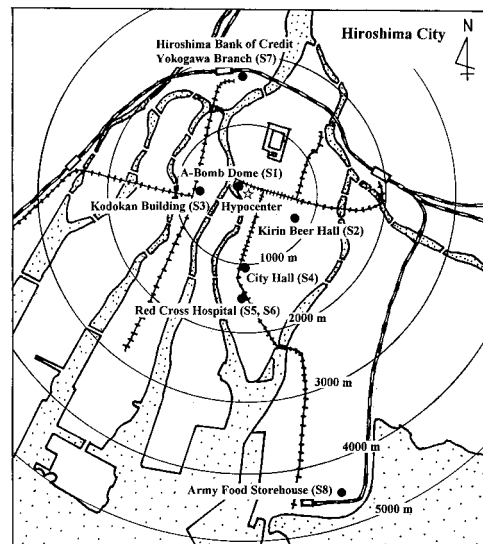 Hiroshima Bank of Credit
Yokogawa Branch (S7)
Hiroshima City
N
A-Bomb Dome (S1)
Kodokan Building (S3)
Hypocenter
Kirin Beer Hall (S2)
1000 m
City Hall (S4)
Red Cross Hospital (S5, S6)
2000 m
3000 m
4000 m
Army Food Storehouse (S8)
5000 m